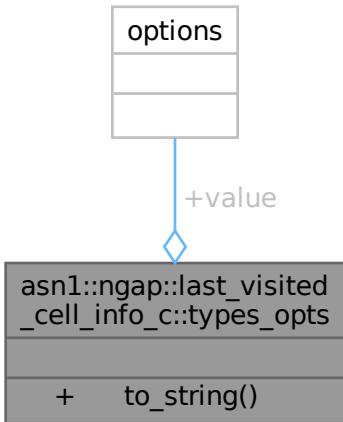 options
+value
asn1::ngap::last_visited
_cell_info_c::types_opts
+ to_string()